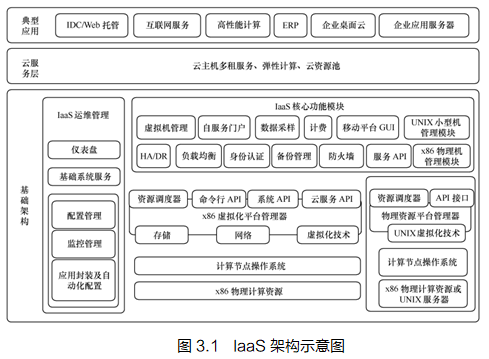 典型
应用
IDC/Web 托管
互联网服务
高性能计算
ERP
企业桌面云
企业应用服务器
云服
务层
云主机多租服务、弹性计算、云资源池
基础
架构
IaaS运维管理
仪表盘
基础系统服务
配置管理
监控管理
应用封装及自
动化配置
IaaS 核心功能模块
虚拟机管理
自服务门户
数据采样
计费
移动平台 GUI
UNIX 小型机
管理模块
HA/DR
负载均衡
身份认证
备份管理
防火墙
服务 API
x86 物理机
管理模块
资源调度器
命令行 API
系统 API
云服务 API
x86 虚拟化平台管理器
存储
网络
虚拟化技术
计算节点操作系统
x86 物理计算资源
资源调度器
API 接口
物理资源平台管理器
UNIX虚拟化技术
计算节点操作系统
x86 物理计算资源或
UNIX 服务器
图 3.1 IaaS 架构示意图